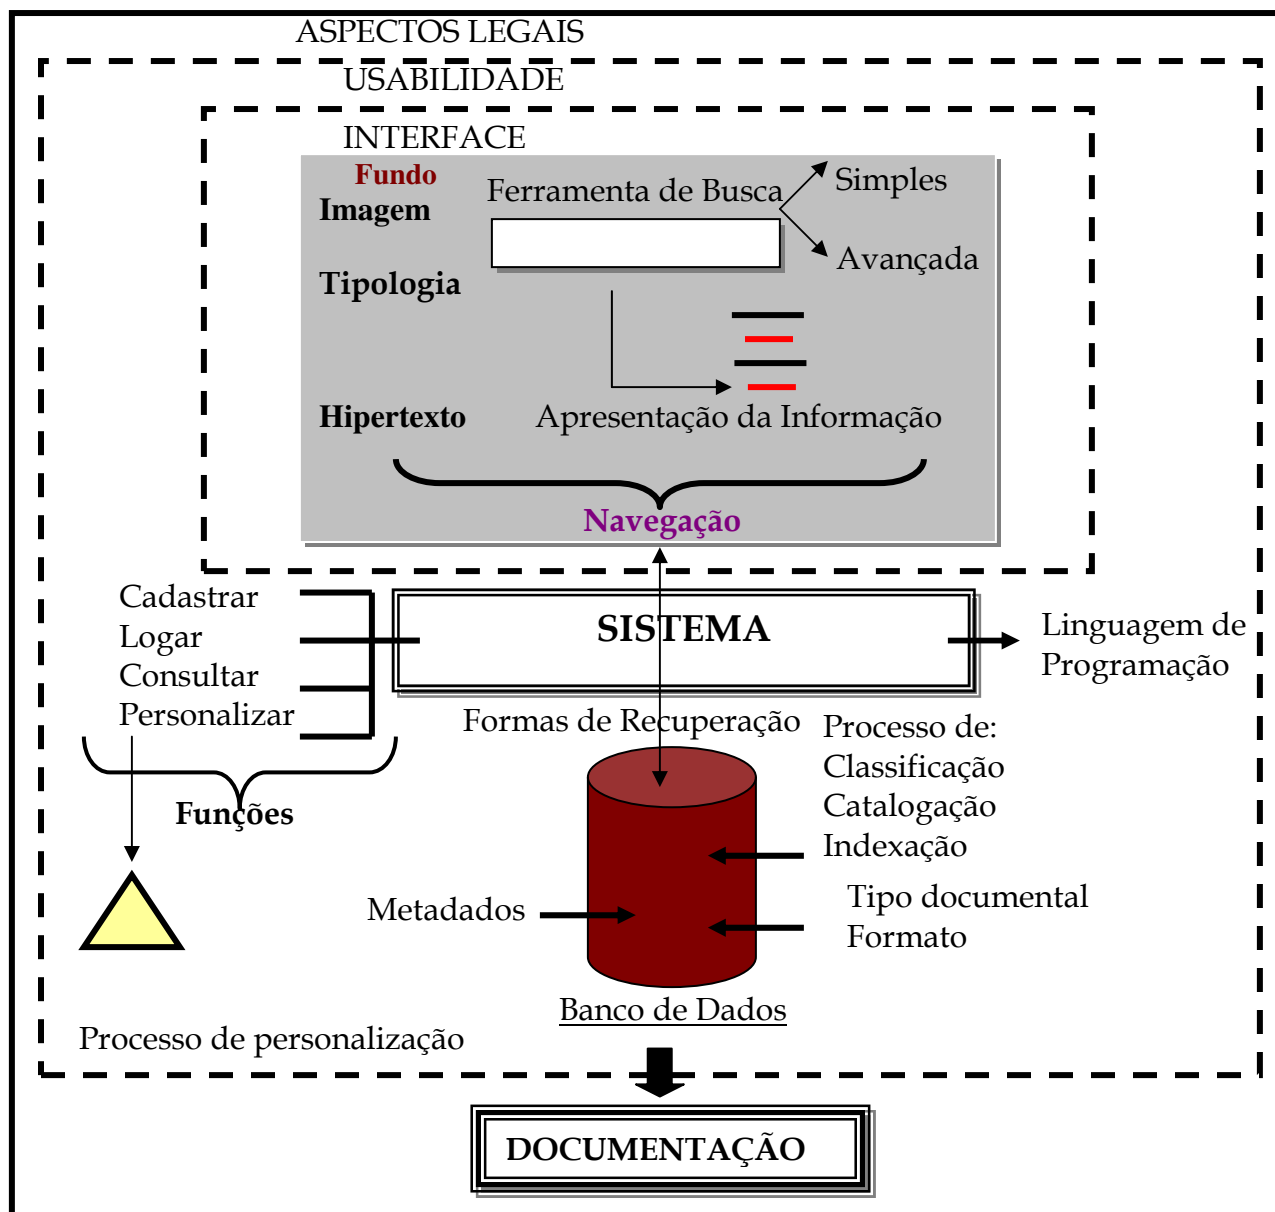 ASPECTOS LEGAIS
USABILIDADE
INTERFACE
Fundo
Imagem
Tipologia
Hipertexto
Ferramenta de Busca
Simples
Avançada
Apresentação da Informação
Navegação
Cadastrar
Logar
Consultar
Personalizar
Funções
SISTEMA
Linguagem de
Programação
Formas de Recuperação
Processo de:
Classificação
Catalogação
Indexação
Tipo documental
Formato
Metadados
Banco de Dados
Processo de personalização
DOCUMENTAÇÃO